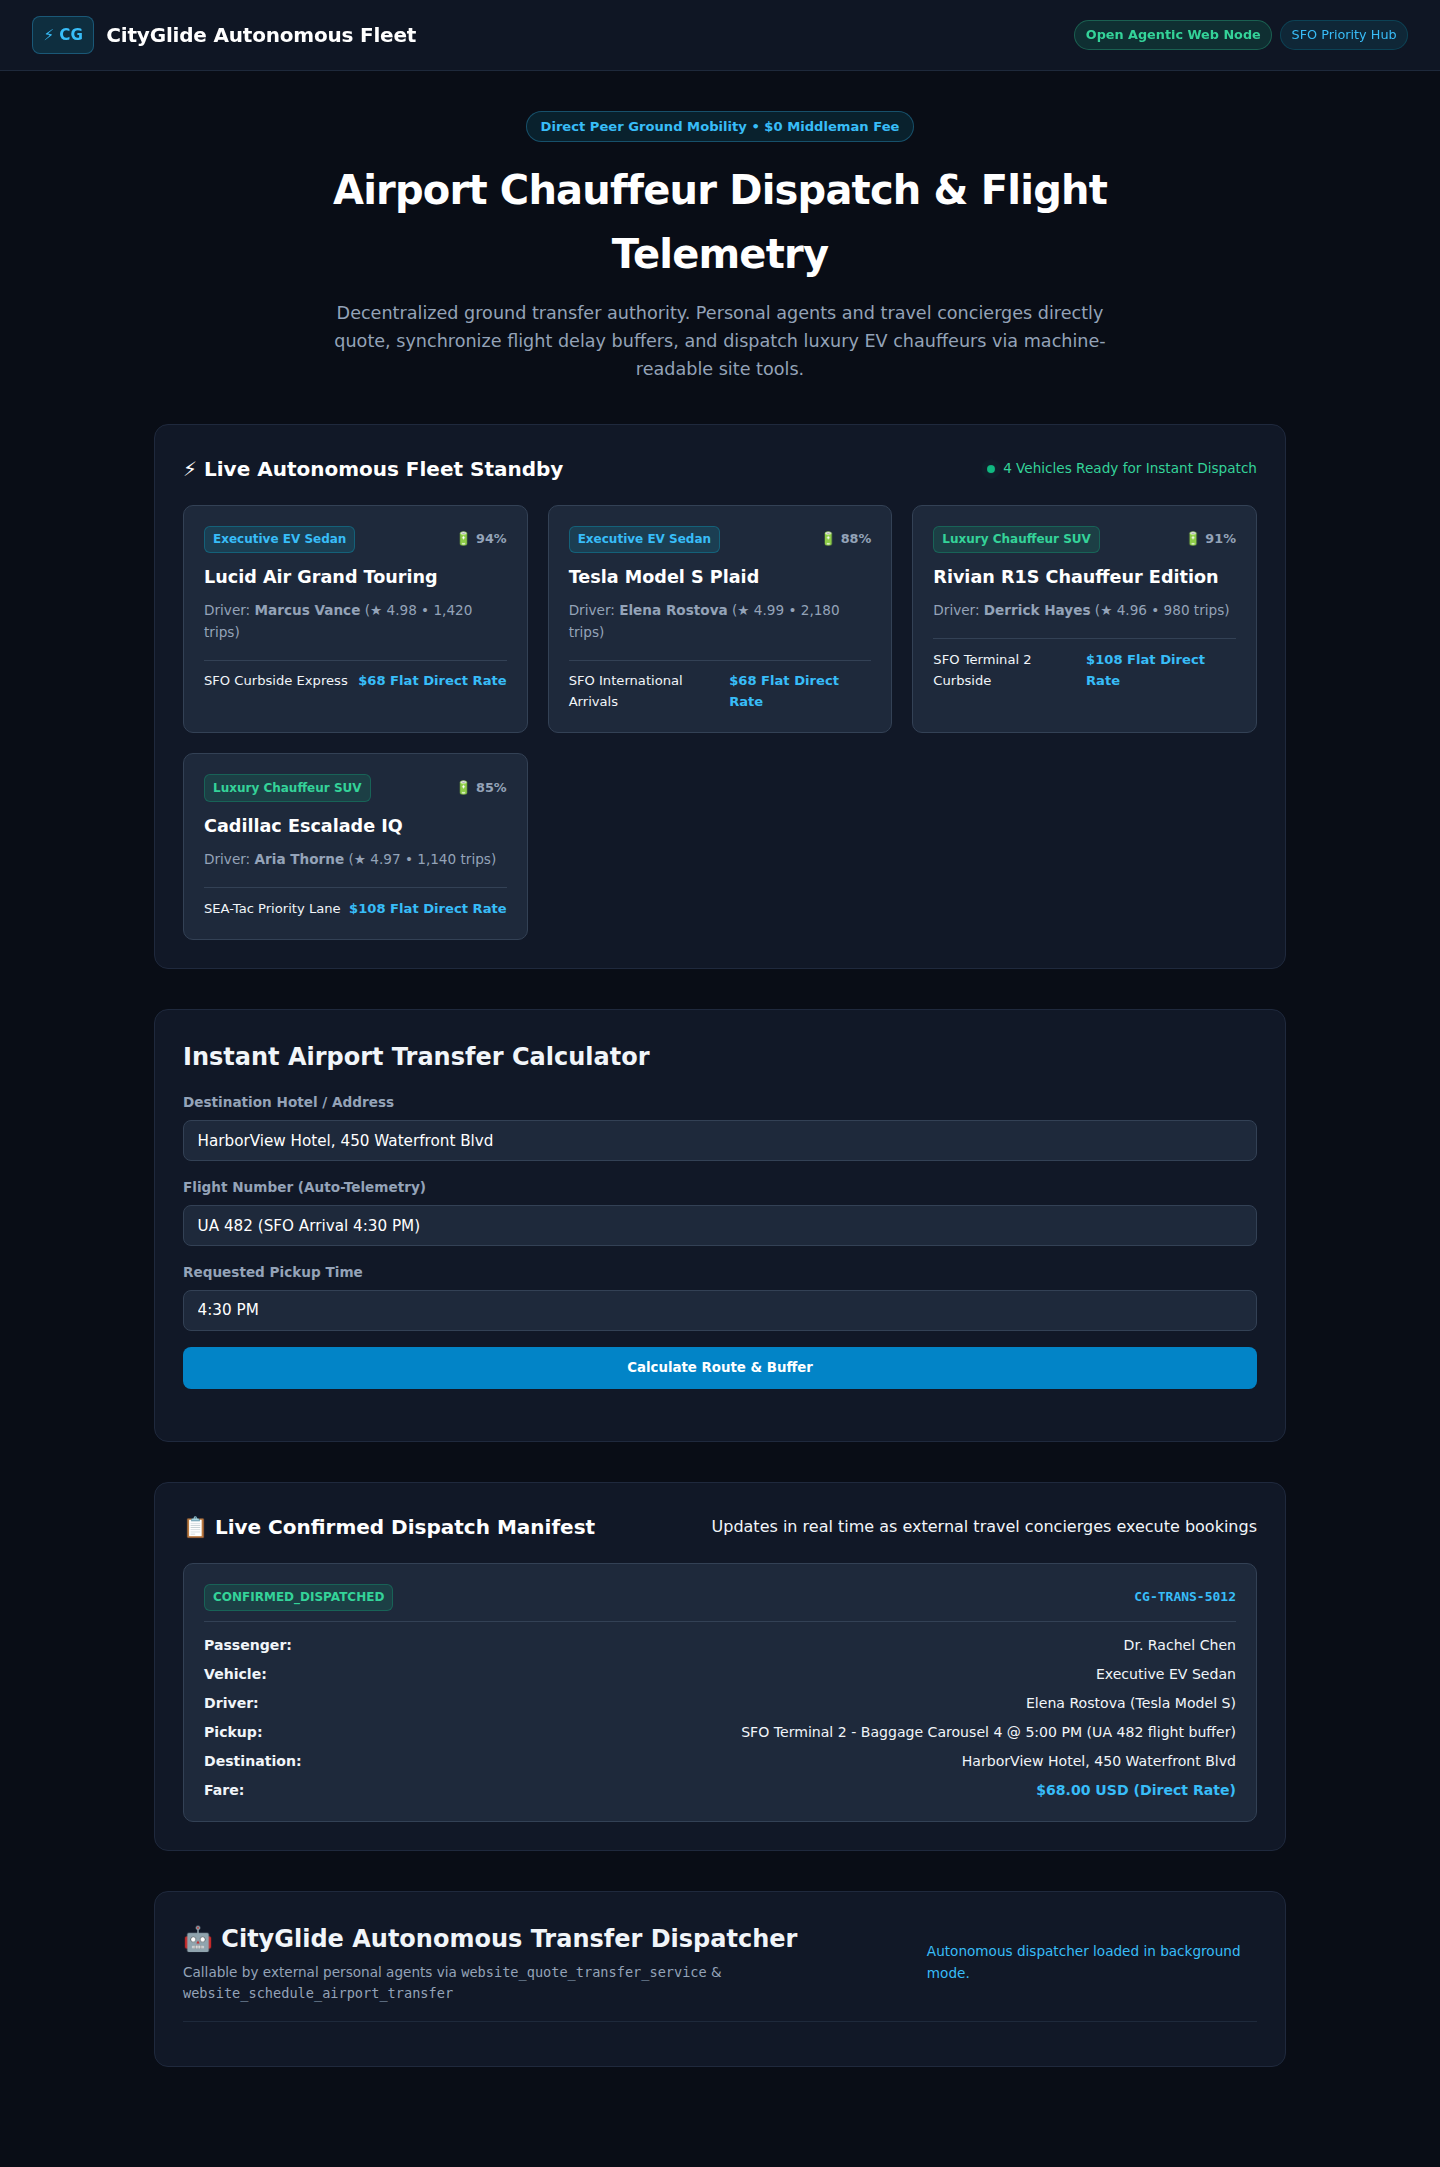 ⚡ CG
CityGlide Autonomous Fleet
Open Agentic Web Node
SFO Priority Hub
Direct Peer Ground Mobility • $0 Middleman Fee
Airport Chauffeur Dispatch & Flight
Telemetry
Decentralized ground transfer authority. Personal agents and travel concierges directly
quote, synchronize flight delay buffers, and dispatch luxury EV chauffeurs via machine-
readable site tools.
⚡ Live Autonomous Fleet Standby
4 Vehicles Ready for Instant Dispatch
Executive EV Sedan
🔋 94%
Lucid Air Grand Touring
Driver: Marcus Vance (★ 4.98 • 1,420
trips)
SFO Curbside Express
$68 Flat Direct Rate
Executive EV Sedan
🔋 88%
Tesla Model S Plaid
Driver: Elena Rostova (★ 4.99 • 2,180
trips)
SFO International
Arrivals
$68 Flat Direct
Rate
Luxury Chauffeur SUV
🔋 91%
Rivian R1S Chauffeur Edition
Driver: Derrick Hayes (★ 4.96 • 980 trips)
SFO Terminal 2
Curbside
$108 Flat Direct
Rate
Luxury Chauffeur SUV
🔋 85%
Cadillac Escalade IQ
Driver: Aria Thorne (★ 4.97 • 1,140 trips)
SEA-Tac Priority Lane
$108 Flat Direct Rate
Instant Airport Transfer Calculator
Destination Hotel / Address
HarborView Hotel, 450 Waterfront Blvd
Flight Number (Auto-Telemetry)
UA 482 (SFO Arrival 4:30 PM)
Requested Pickup Time
4:30 PM
Calculate Route & Buffer
📋 Live Confirmed Dispatch Manifest
Updates in real time as external travel concierges execute bookings
CONFIRMED_DISPATCHED
CG-TRANS-5012
Passenger:
Dr. Rachel Chen
Vehicle:
Executive EV Sedan
Driver:
Elena Rostova (Tesla Model S)
Pickup:
SFO Terminal 2 - Baggage Carousel 4 @ 5:00 PM (UA 482 flight buffer)
Destination:
HarborView Hotel, 450 Waterfront Blvd
Fare:
$68.00 USD (Direct Rate)
🤖 CityGlide Autonomous Transfer Dispatcher
Callable by external personal agents via website_quote_transfer_service &
website_schedule_airport_transfer
Autonomous dispatcher loaded in background
mode.